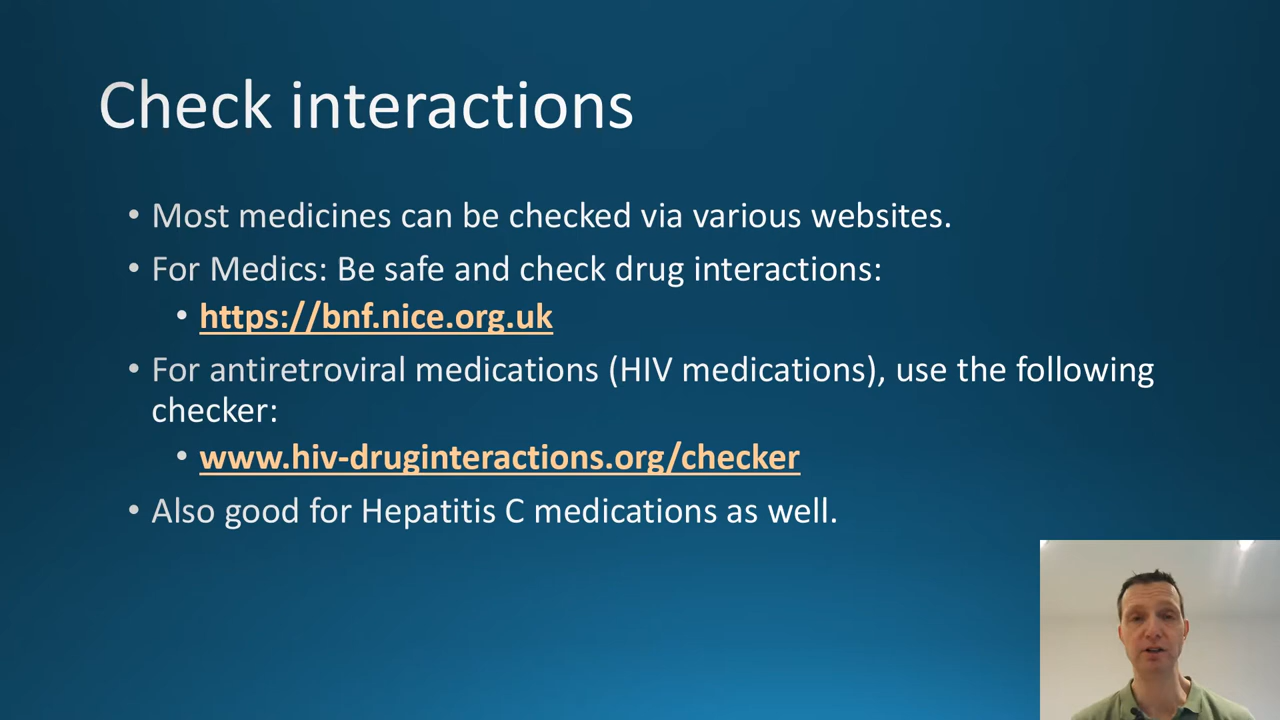 Check interactions
• Most medicines can be checked via various websites.
• For Medics: Be safe and check drug interactions:
• https://bnf.nice.org.uk
• For antiretroviral medications (HIV medications), use the following
checker:
• www.hiv-druginteractions.org/checker
• Also good for Hepatitis C medications as well.